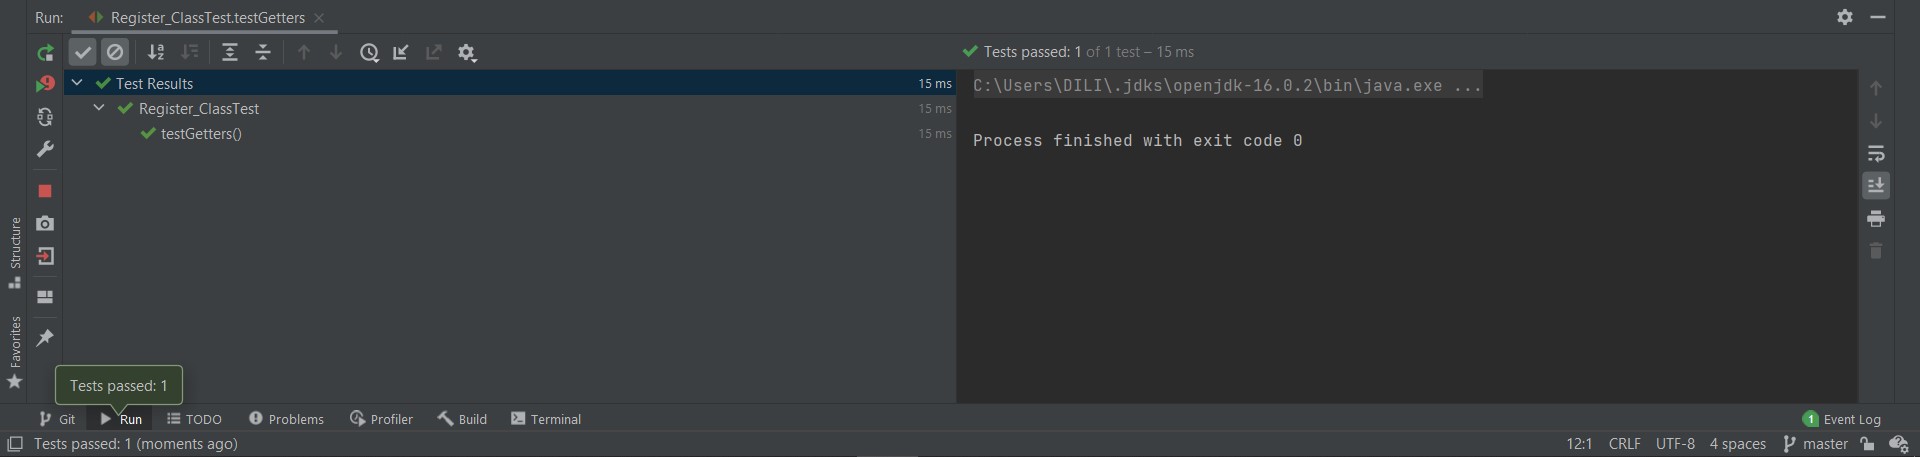 Run: Register_ClassTest.testGetters
Tests passed: 1 of 1 test – 15 ms
Test Results 15 ms
Register_ClassTest 15 ms
testGetters() 15 ms
C:\Users\DILI\.jdks\openjdk-16.0.2\bin\java.exe ...
Process finished with exit code 0
Structure
Favorites
Tests passed: 1
Git Run TODO Problems Profiler Build Terminal 1 Event Log
Tests passed: 1 (moments ago) 12:1 CRLF UTF-8 4 spaces master